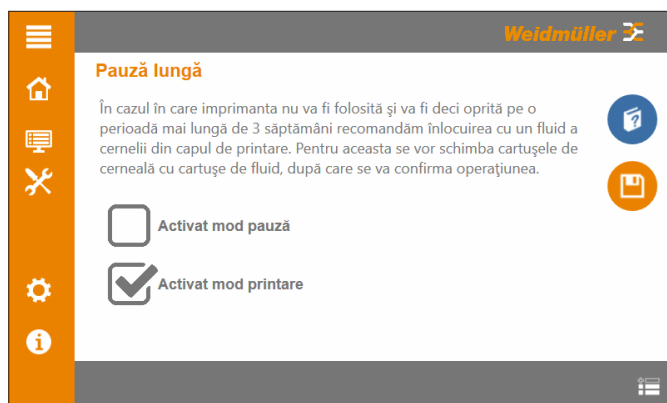 Weidmüller
Pauză lungă
În cazul în care imprimanta nu va fi folosită şi va fi deci oprită pe o
perioadă mai lungă de 3 săptămâni recomandăm înlocuirea cu un fluid a
cernelii din capul de printare. Pentru aceasta se vor schimba cartuşele de
cerneală cu cartuşe de fluid, după care se va confirma operaţiunea.
Activat mod pauză
Activat mod printare